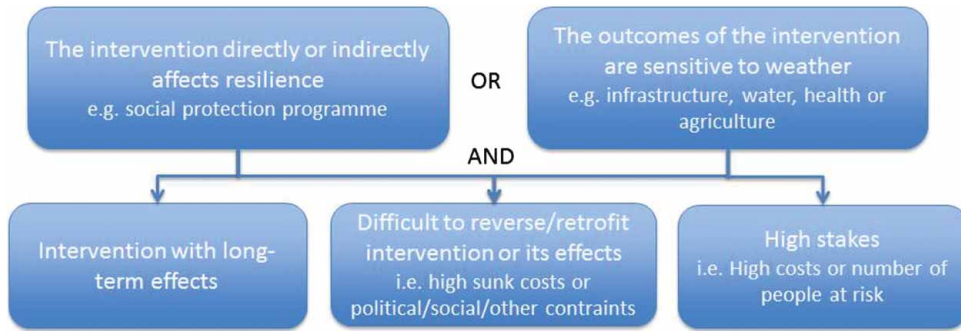 The intervention directly or indirectly
affects resilience
e.g. social protection programme
OR
The outcomes of the intervention
are sensitive to weather
e.g. infrastructure, water, health or
agriculture
AND
Intervention with long-
term effects
Difficult to reverse/retrofit
intervention or its effects
i.e. high sunk costs or
political/social/other contraints
High stakes
i.e. High costs or number of
people at risk